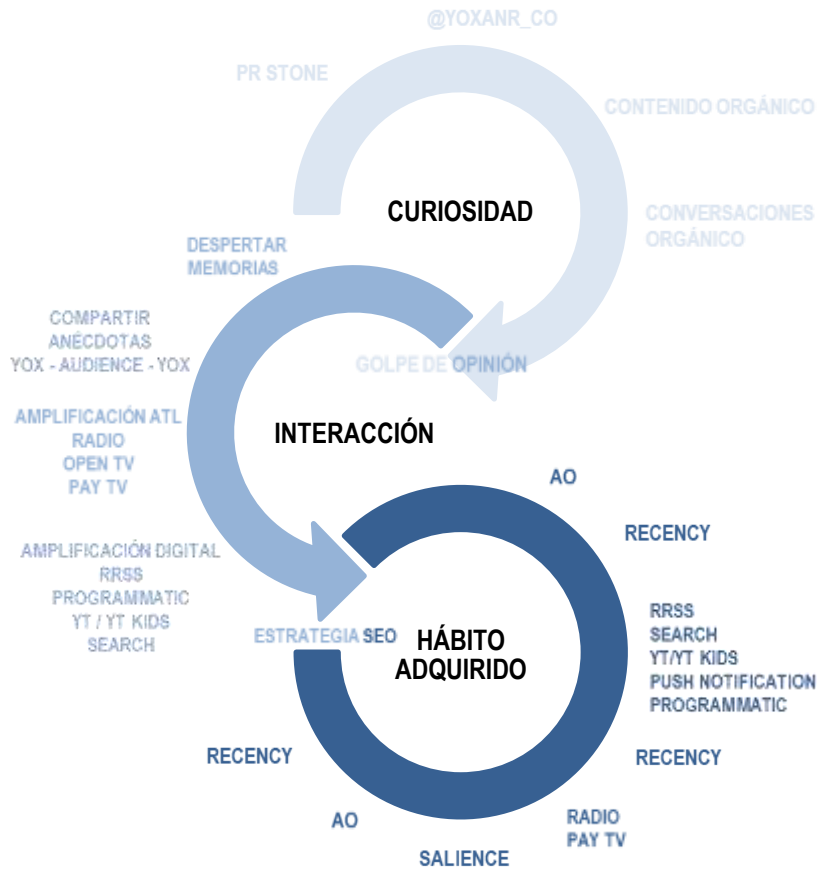 @YOXANR_CO
PR STONE
CONTENIDO ORGÁNICO
CURIOSIDAD
CONVERSACIONES
ORGÁNICO
DESPERTAR
MEMORIAS
COMPARTIR
ANÉCDOTAS
YOX - AUDIENCE - YOX
GOLPE DE OPINIÓN
AMPLIFICACIÓN ATL
RADIO
OPEN TV
PAY TV
INTERACCIÓN
AO
RECENCY
AMPLIFICACIÓN DIGITAL
RRSS
PROGRAMMATIC
YT / YT KIDS
SEARCH
ESTRATEGIA SEO
HÁBITO
ADQUIRIDO
RRSS
SEARCH
YT/YT KIDS
PUSH NOTIFICATION
PROGRAMMATIC
RECENCY
RECENCY
AO
RADIO
PAY TV
SALIENCE